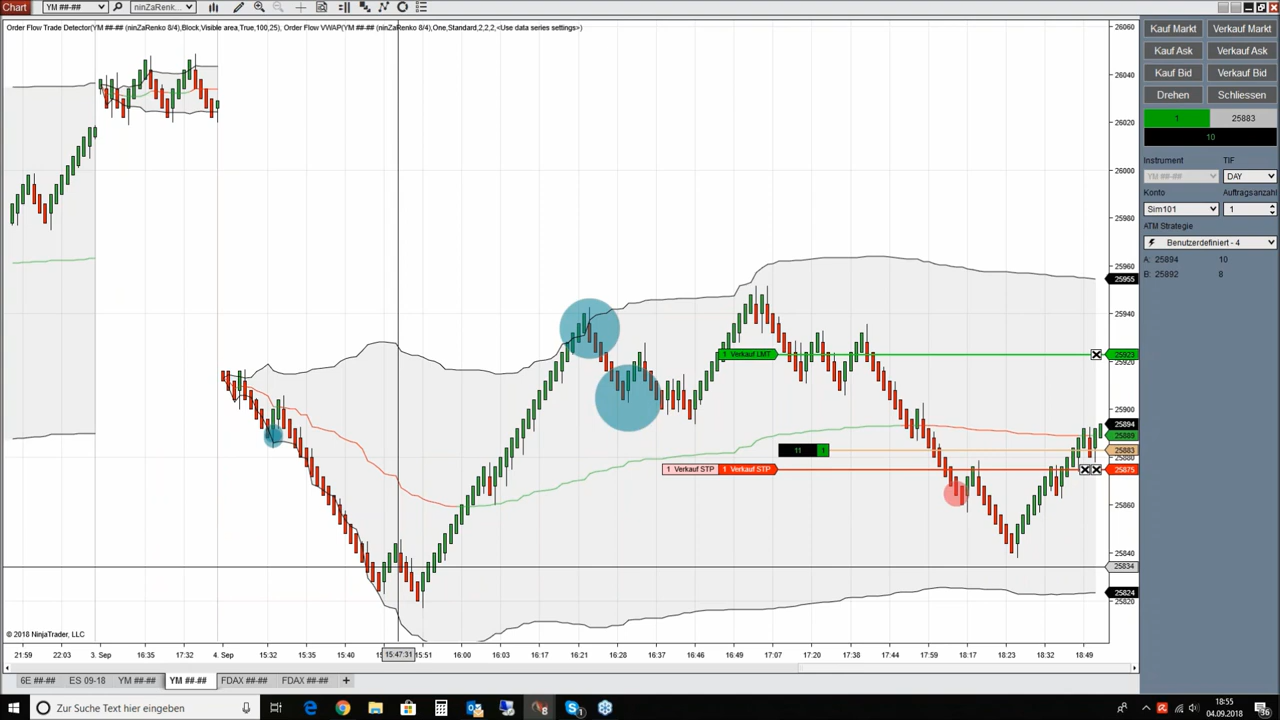 Chart YM ##-## ninZaRenko...
Order Flow Trade Detector(YM ##-## (ninZaRenko 8/4),Block,Visible area,True,100,25), Order Flow VWAP(YM ##-## (ninZaRenko 8/4),One,Standard,2,2,2,<Use data series settings)
26060
26040
26020
26000
25980
25960
25955
25940
1 Verkauf LMT
25923
25920
25900
25894
25889
11 1
25883
25880
1 Verkauf STP 1 Verkauf STP
25875
25860
25840
25834
25824
25820
© 2018 NinjaTrader, LLC
21:59 22:03 3. Sep 16:35 17:32 4. Sep 15:32 15:35 15:40 15:47:31 15:51 16:00 16:17 16:21 16:28 16:37 16:49 17:07 17:20 17:38 17:44 17:59 18:17 18:23 18:32 18:49
6E ##-## ES 09-18 YM ##-## YM ##-## FDAX ##-## FDAX ##-## +
Kauf Markt Verkauf Markt
Kauf Ask Verkauf Ask
Kauf Bid Verkauf Bid
Drehen Schliessen
1 25883
10
Instrument TIF
YM ##-## DAY
Konto Auftragsanzahl
Sim101 1
ATM Strategie
Benutzerdefiniert - 4
A: 25894 10
B: 25892 8
Zur Suche Text hier eingeben
18:55
04.09.2018